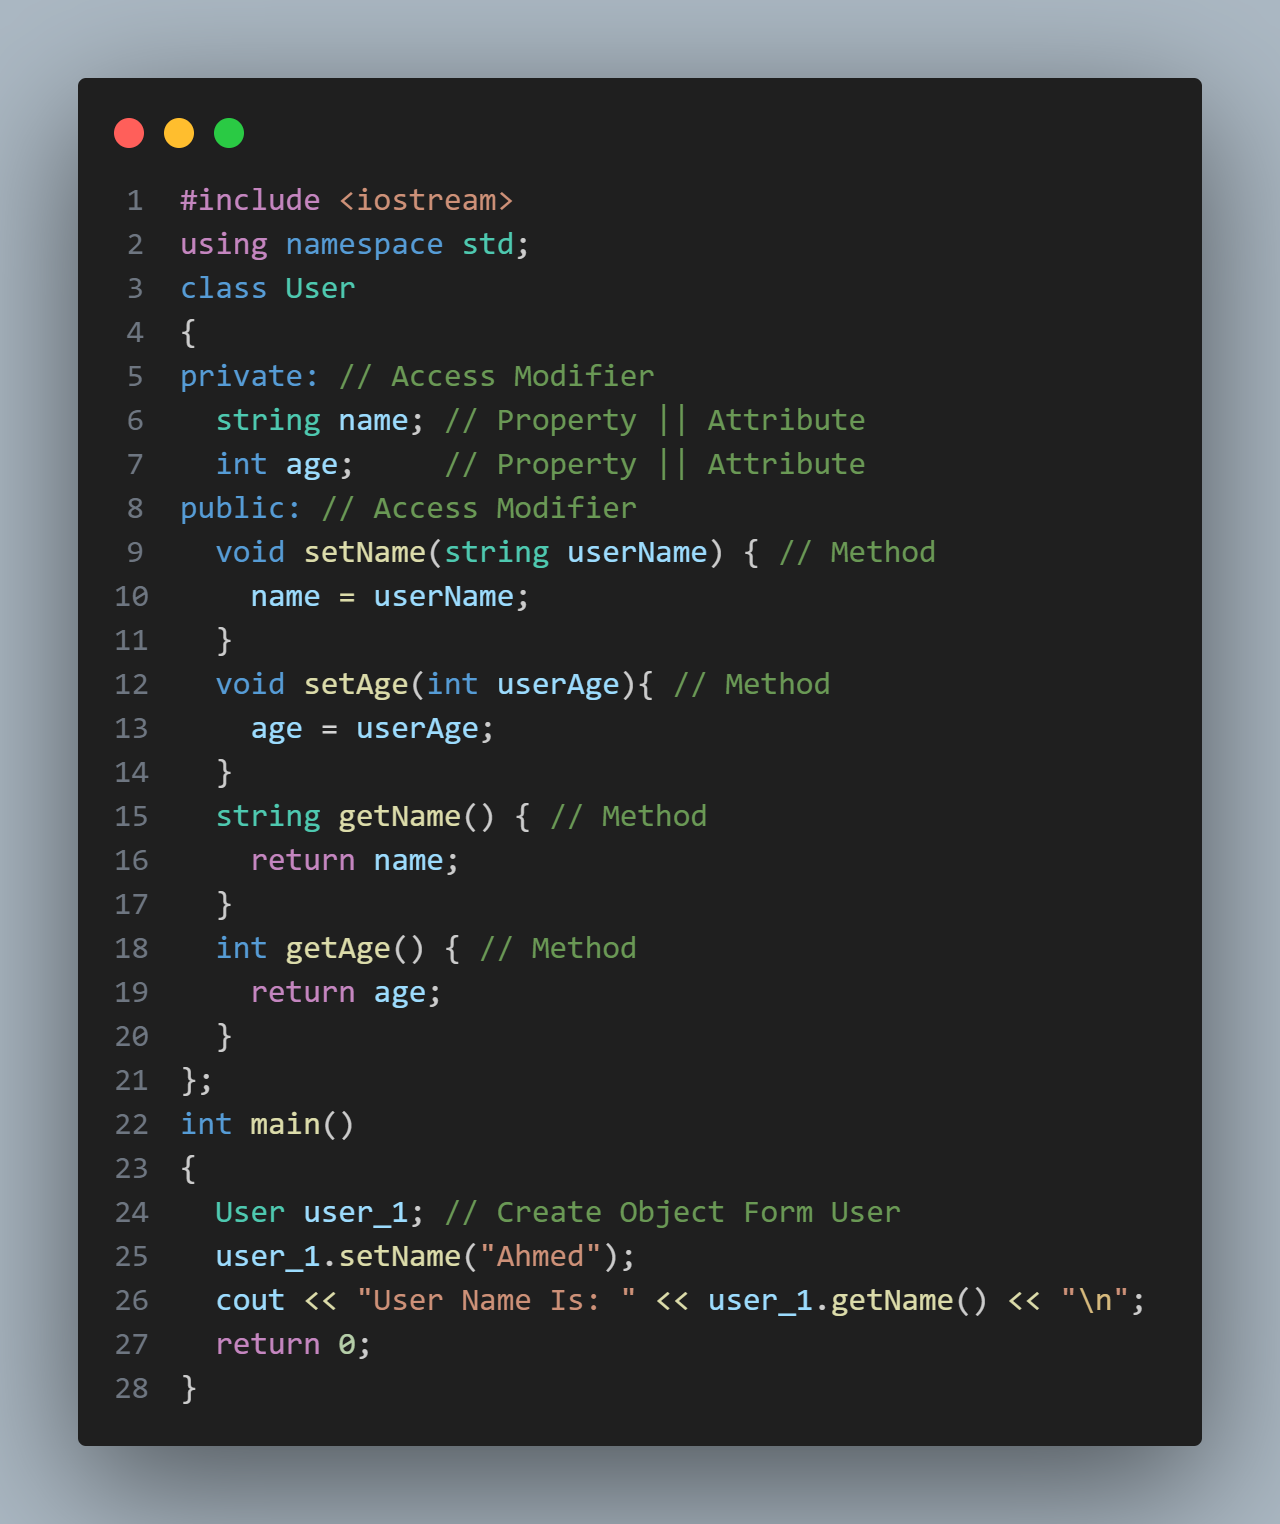 1 #include <iostream>
2 using namespace std;
3 class User
4 {
5 private: // Access Modifier
6   string name; // Property || Attribute
7   int age;     // Property || Attribute
8 public: // Access Modifier
9   void setName(string userName) { // Method
10     name = userName;
11   }
12   void setAge(int userAge){ // Method
13     age = userAge;
14   }
15   string getName() { // Method
16     return name;
17   }
18   int getAge() { // Method
19     return age;
20   }
21 };
22 int main()
23 {
24   User user_1; // Create Object Form User
25   user_1.setName("Ahmed");
26   cout << "User Name Is: " << user_1.getName() << "\n";
27   return 0;
28 }